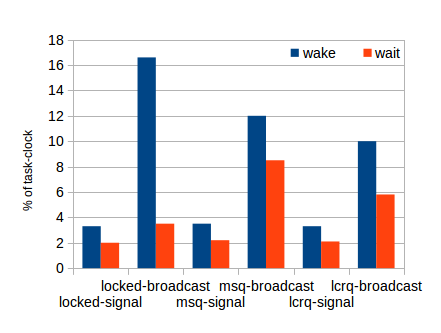 18
16
14
12
10
8
6
4
2
0
% of task-clock
wake
wait
locked-signal
locked-broadcast
msq-signal
msq-broadcast
lcrq-signal
lcrq-broadcast